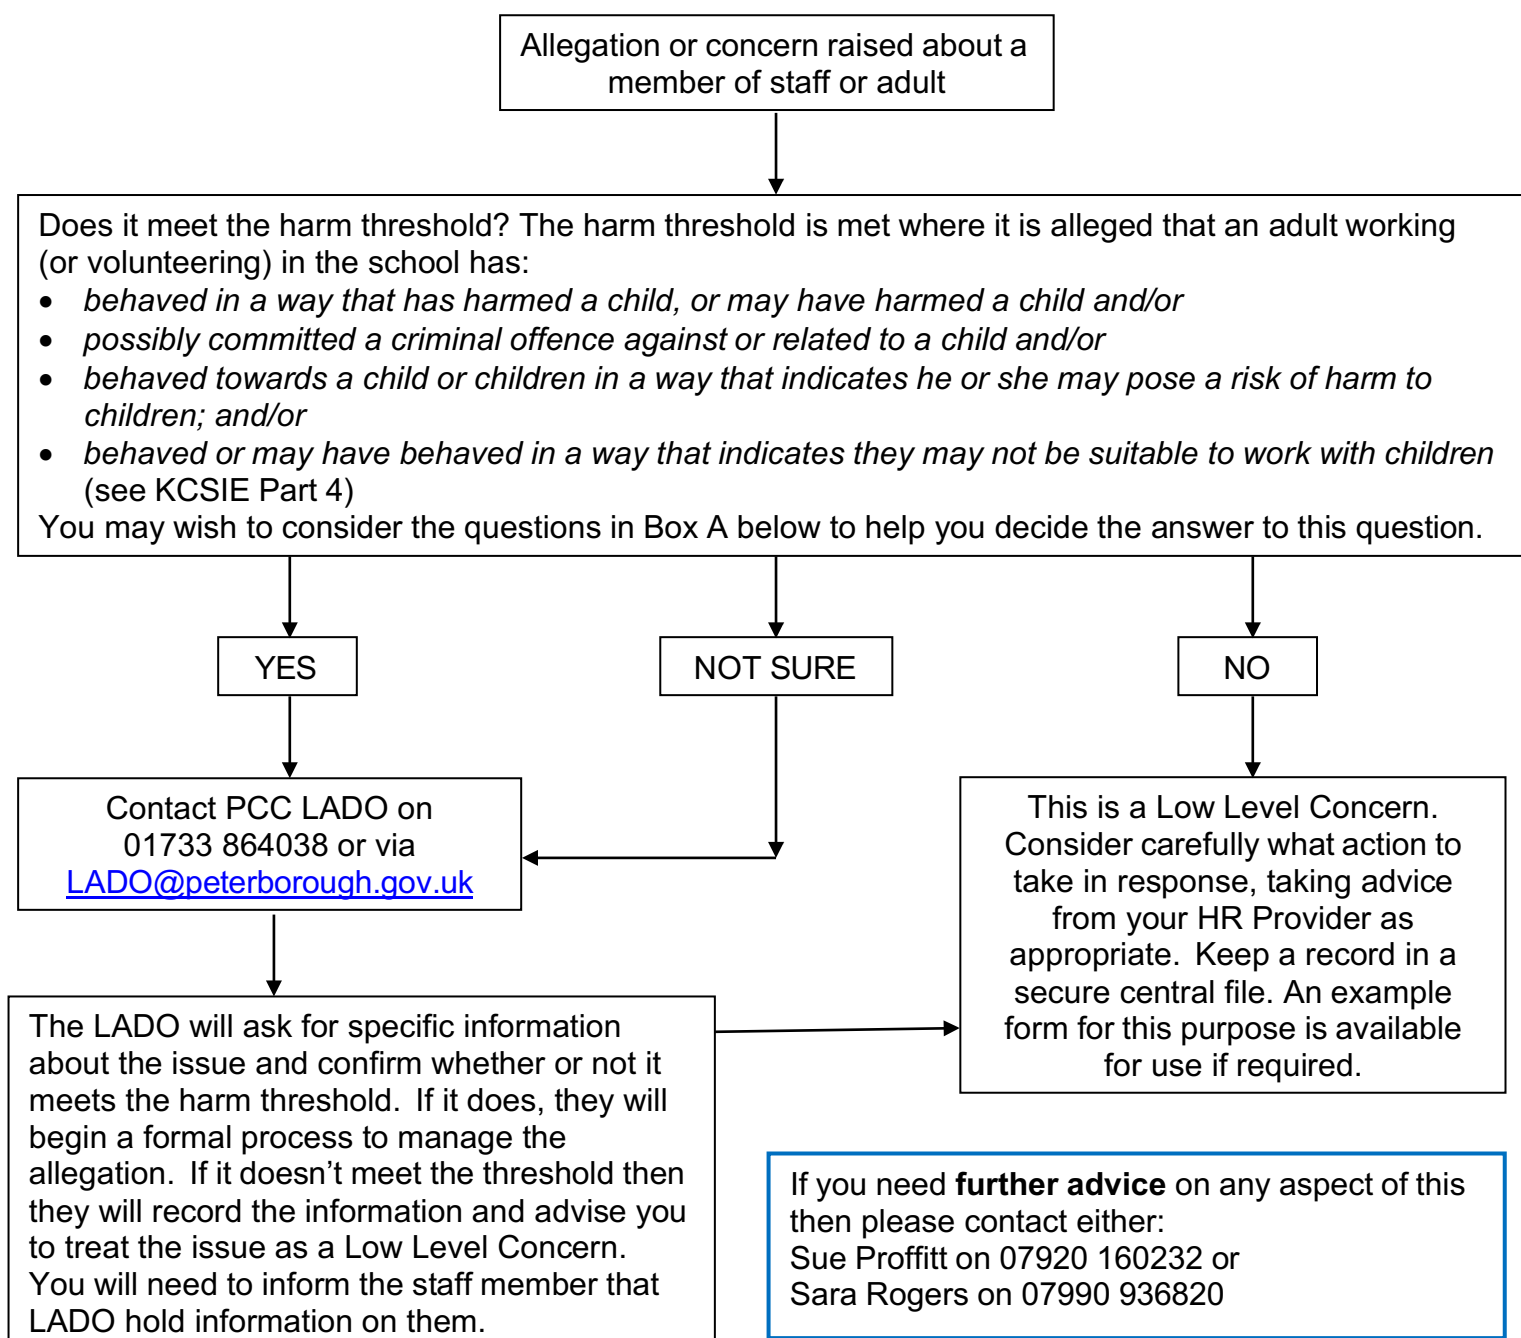 Allegation or concern raised about a
member of staff or adult
Does it meet the harm threshold? The harm threshold is met where it is alleged that an adult working
(or volunteering) in the school has:
• behaved in a way that has harmed a child, or may have harmed a child and/or
• possibly committed a criminal offence against or related to a child and/or
• behaved towards a child or children in a way that indicates he or she may pose a risk of harm to
children; and/or
• behaved or may have behaved in a way that indicates they may not be suitable to work with children
(see KCSIE Part 4)
You may wish to consider the questions in Box A below to help you decide the answer to this question.
YES
NOT SURE
NO
Contact PCC LADO on
01733 864038 or via
LADO@peterborough.gov.uk
This is a Low Level Concern.
Consider carefully what action to
take in response, taking advice
from your HR Provider as
appropriate. Keep a record in a
secure central file. An example
form for this purpose is available
for use if required.
The LADO will ask for specific information
about the issue and confirm whether or not it
meets the harm threshold. If it does, they will
begin a formal process to manage the
allegation. If it doesn’t meet the threshold then
they will record the information and advise you
to treat the issue as a Low Level Concern.
You will need to inform the staff member that
LADO hold information on them.
If you need further advice on any aspect of this
then please contact either:
Sue Proffitt on 07920 160232 or
Sara Rogers on 07990 936820